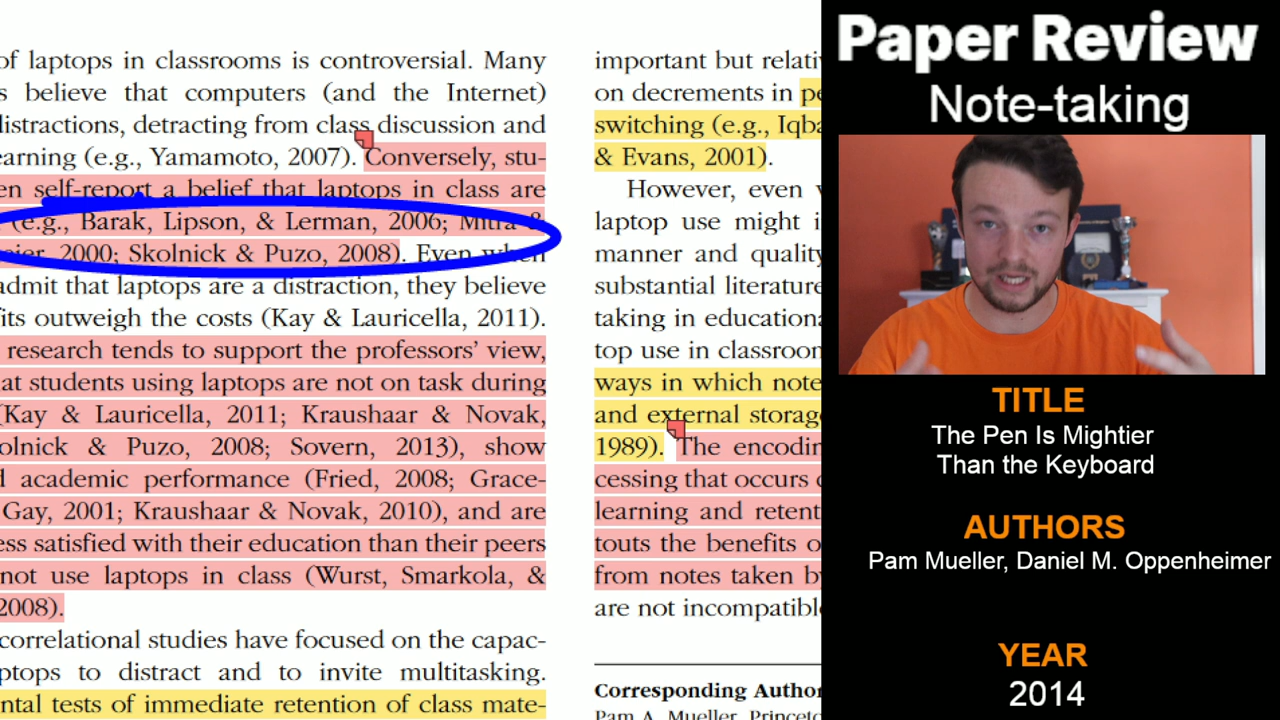 of laptops in classrooms is controversial. Many
believe that computers (and the Internet)
distractions, detracting from class discussion and
learning (e.g., Yamamoto, 2007). Conversely, stu-
self-report a belief that laptops in class are
(e.g., Barak, Lipson, & Lerman, 2006; Mitra &
2000; Skolnick & Puzo, 2008). Even when
admit that laptops are a distraction, they believe
outweigh the costs (Kay & Lauricella, 2011).
research tends to support the professors' view,
at students using laptops are not on task during
(Kay & Lauricella, 2011; Kraushaar & Novak,
olnick & Puzo, 2008; Sovern, 2013), show
academic performance (Fried, 2008; Grace-
Gay, 2001; Kraushaar & Novak, 2010), and are
ess satisfied with their education than their peers
not use laptops in class (Wurst, Smarkola, &
2008).
correlational studies have focused on the capac-
ptops to distract and to invite multitasking.
ntal tests of immediate retention of class mate-
important but relati
on decrements in pe
switching (e.g., Iqba
& Evans, 2001).
However, even
laptop use might i
manner and quality
substantial literature
taking in educationa
top use in classroom
ways in which note
and external storage
1989). The encodin
cessing that occurs
learning and retent
touts the benefits o
from notes taken by
are not incompatible
Corresponding Autho
Pam A. Mueller, Princeto
Paper Review
Note-taking
TITLE
The Pen Is Mightier
Than the Keyboard
AUTHORS
Pam Mueller, Daniel M. Oppenheimer
YEAR
2014